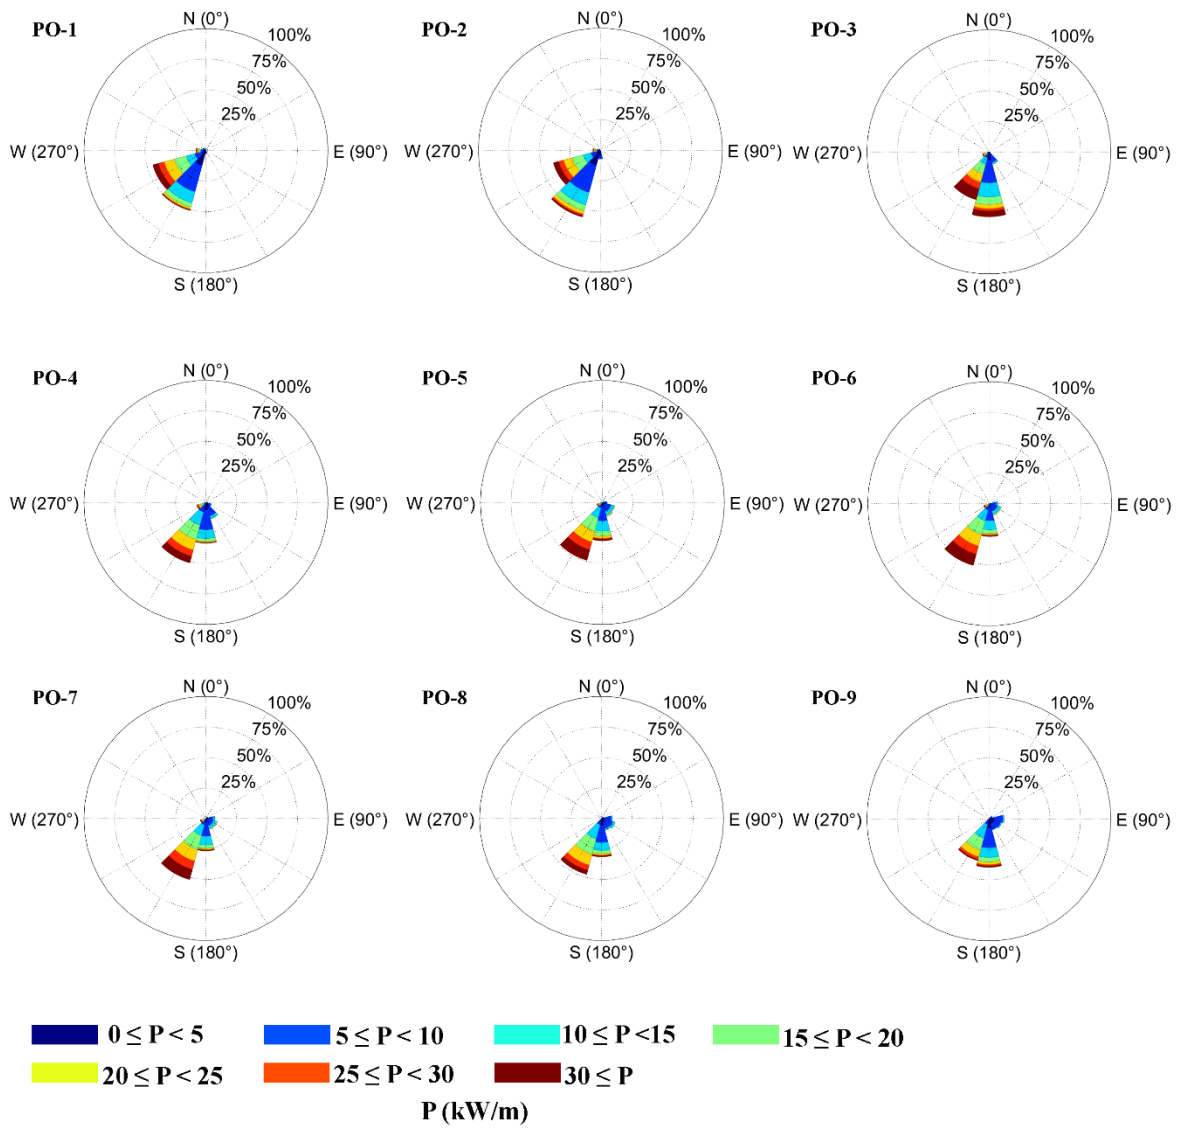 PO-1
N (0°)
100%
75%
50%
25%
W (270°)
E (90°)
S (180°)
PO-2
N (0°)
100%
75%
50%
25%
W (270°)
E (90°)
S (180°)
PO-3
N (0°)
100%
75%
50%
25%
W (270°)
E (90°)
S (180°)
PO-4
N (0°)
100%
75%
50%
25%
W (270°)
E (90°)
S (180°)
PO-5
N (0°)
100%
75%
50%
25%
W (270°)
E (90°)
S (180°)
PO-6
N (0°)
100%
75%
50%
25%
W (270°)
E (90°)
S (180°)
PO-7
N (0°)
100%
75%
50%
25%
W (270°)
E (90°)
S (180°)
PO-8
N (0°)
100%
75%
50%
25%
W (270°)
E (90°)
S (180°)
PO-9
N (0°)
100%
75%
50%
25%
W (270°)
E (90°)
S (180°)
0 ≤ P < 5
5 ≤ P < 10
10 ≤ P <15
15 ≤ P < 20
20 ≤ P < 25
25 ≤ P < 30
30 ≤ P
P (kW/m)